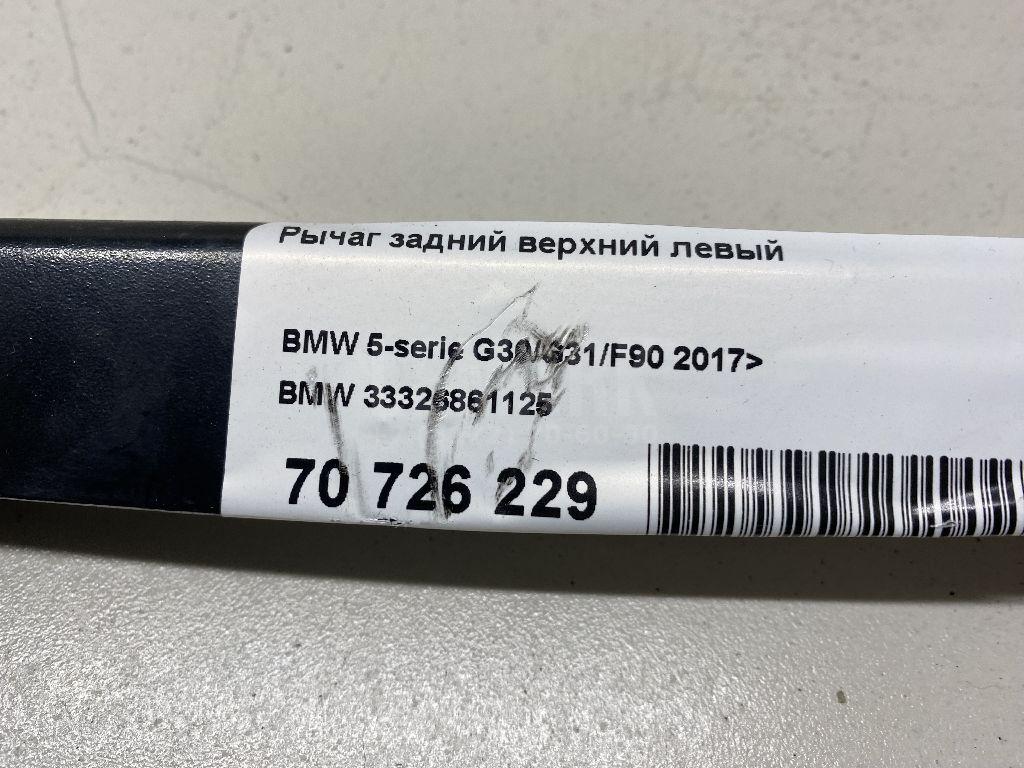 Рычаг задний верхний левый
BMW 5-serie G30/G31/F90 2017>
BMW 33326861125
70 726 229